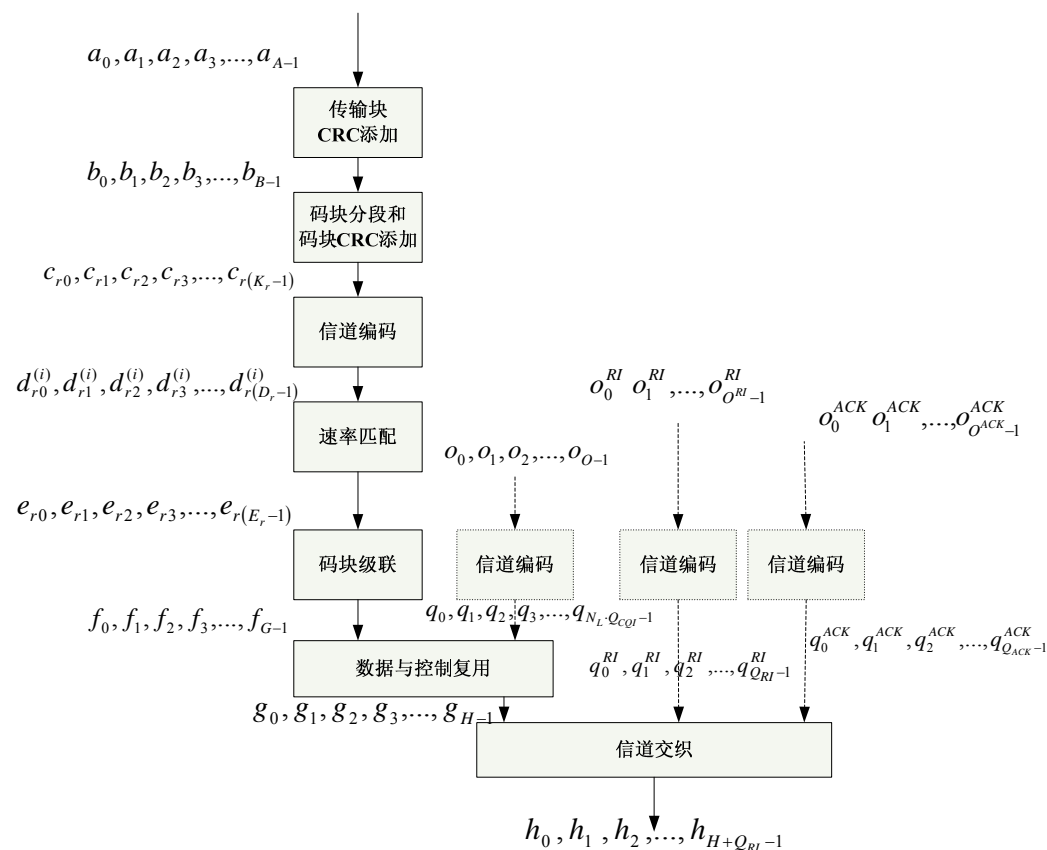 a_0, a_1, a_2, a_3, ..., a_{A-1}
传输块
CRC添加
b_0, b_1, b_2, b_3, ..., b_{B-1}
码块分段和
码块CRC添加
c_{r0}, c_{r1}, c_{r2}, c_{r3}, ..., c_{r(K_r-1)}
信道编码
d_{r0}^{(i)}, d_{r1}^{(i)}, d_{r2}^{(i)}, d_{r3}^{(i)}, ..., d_{r(D_r-1)}^{(i)}
速率匹配
o_0^{RI} o_1^{RI}, ..., o_{O^{RI}-1}^{RI}
o_0^{ACK} o_1^{ACK}, ..., o_{O^{ACK}-1}^{ACK}
o_0, o_1, o_2, ..., o_{O-1}
e_{r0}, e_{r1}, e_{r2}, e_{r3}, ..., e_{r(E_r-1)}
码块级联
信道编码
信道编码
信道编码
f_0, f_1, f_2, f_3, ..., f_{G-1}
q_0, q_1, q_2, q_3, ..., q_{N_L·Q_{CQI}-1}
q_0^{ACK}, q_1^{ACK}, q_2^{ACK}, ..., q_{Q_{ACK}-1}^{ACK}
数据与控制复用
q_0^{RI}, q_1^{RI}, q_2^{RI}, ..., q_{Q_{RI}-1}^{RI}
g_0, g_1, g_2, g_3, ..., g_{H-1}
信道交织
h_0, h_1, h_2, ..., h_{H+Q_{RI}-1}